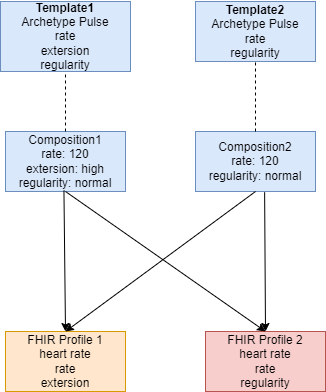 Template1
Archetype Pulse
rate
extersion
regularity
Template2
Archetype Pulse
rate
regularity
Composition1
rate: 120
extersion: high
regularity: normal
Composition2
rate: 120
regularity: normal
FHIR Profile 1
heart rate
rate
extersion
FHIR Profile 2
heart rate
rate
regularity